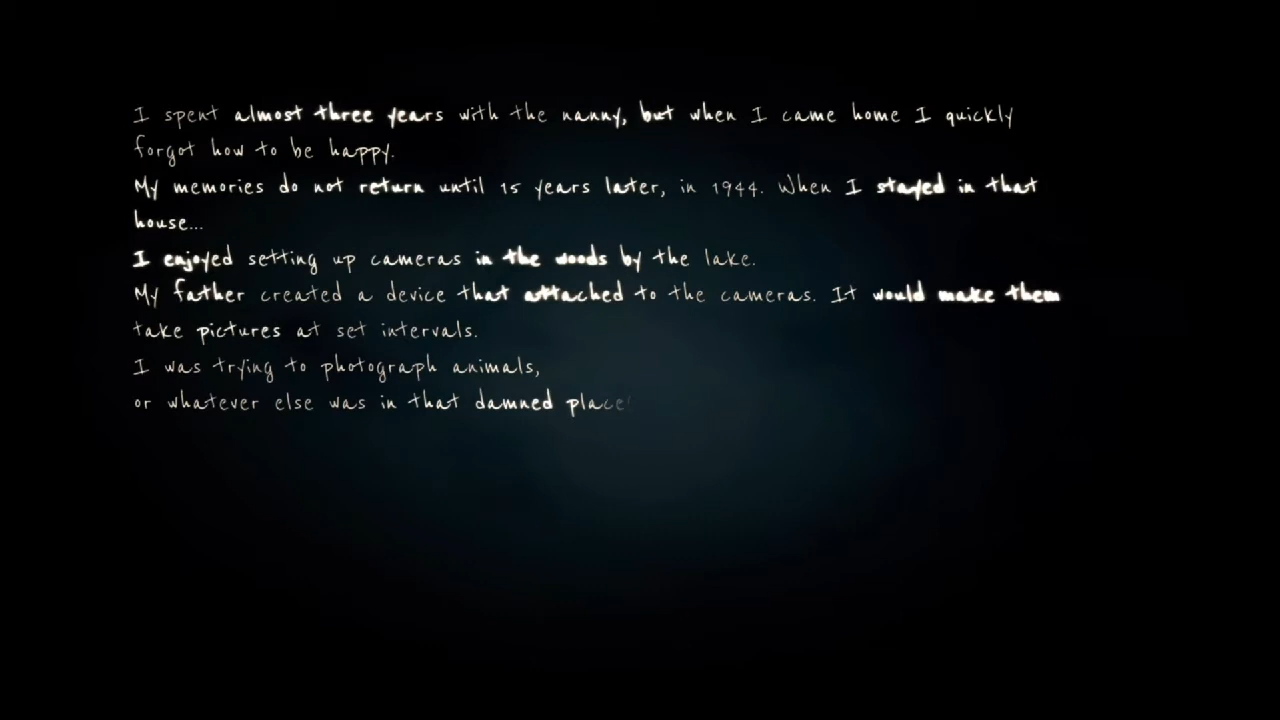 I spent almost three years with the nanny, but when I came home I quickly
forgot how to be happy.
My memories do not return until 15 years later, in 1944. When I stayed in that
house...
I enjoyed setting up cameras in the woods by the lake.
My father created a device that attached to the cameras. It would make them
take pictures at set intervals.
I was trying to photograph animals,
or whatever else was in that damned place